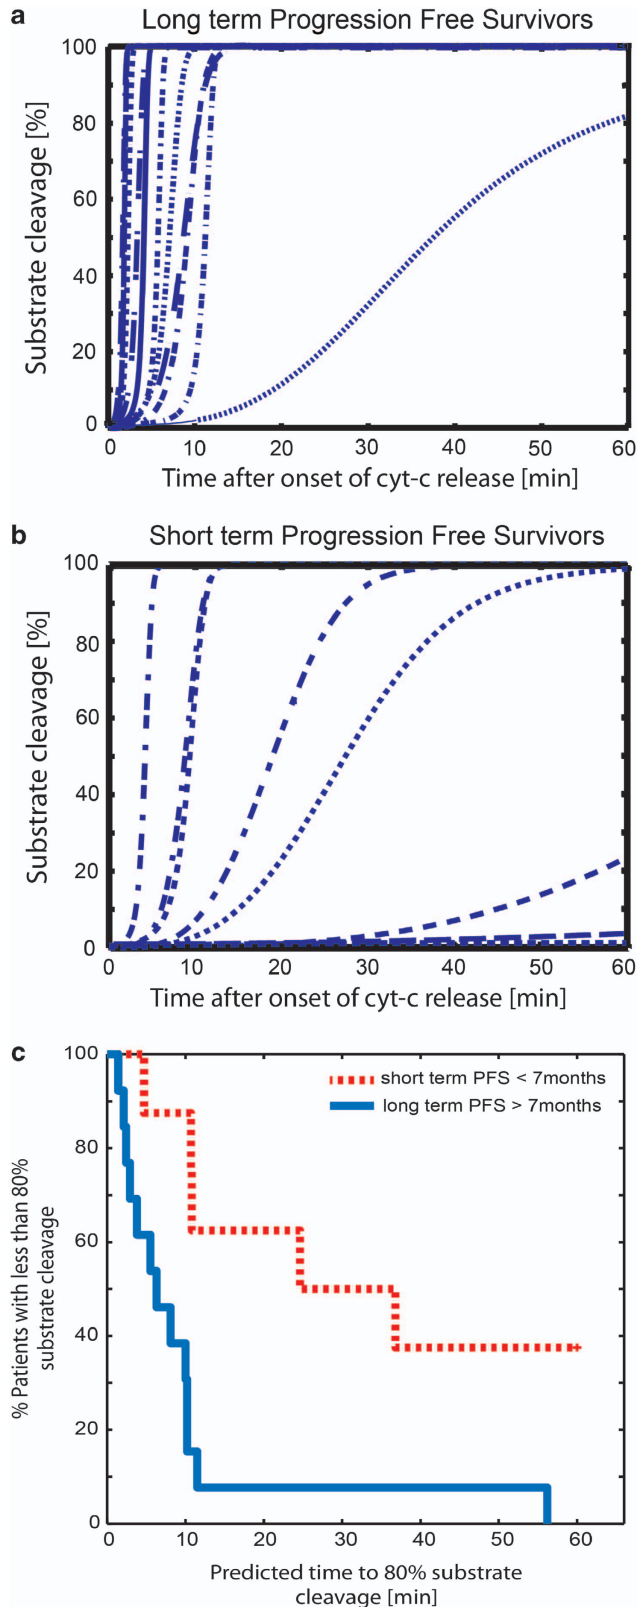 a
Long term Progression Free Survivors
100
80
60
40
20
0
Substrate cleavage [%]
0 10 20 30 40 50 60
Time after onset of cyt-c release [min]
b
Short term Progression Free Survivors
100
80
60
40
20
0
Substrate cleavage [%]
0 10 20 30 40 50 60
Time after onset of cyt-c release [min]
c
100
80
60
40
20
0
% Patients with less than 80%
substrate cleavage
short term PFS < 7months
long term PFS > 7months
0 10 20 30 40 50 60
Predicted time to 80% substrate
cleavage [min]